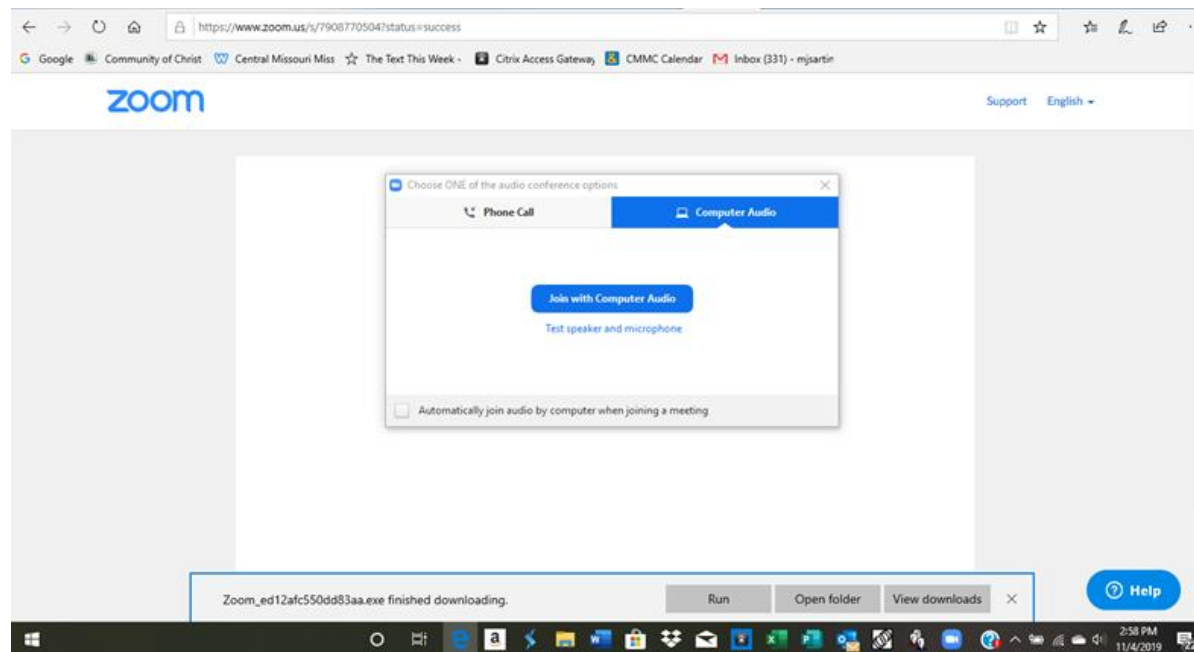 https://www.zoom.us/s/7908770504?status=success
G Google Community of Christ Central Missouri Miss The Text This Week - Citrix Access Gateway CMMC Calendar Inbox (331) - mjsartin
zoom Support English
Choose ONE of the audio conference options
Phone Call Computer Audio
Join with Computer Audio
Test speaker and microphone
Automatically join audio by computer when joining a meeting
Zoom_ed12afc550dd83aa.exe finished downloading. Run Open folder View downloads
Help
2:58 PM
11/4/2019